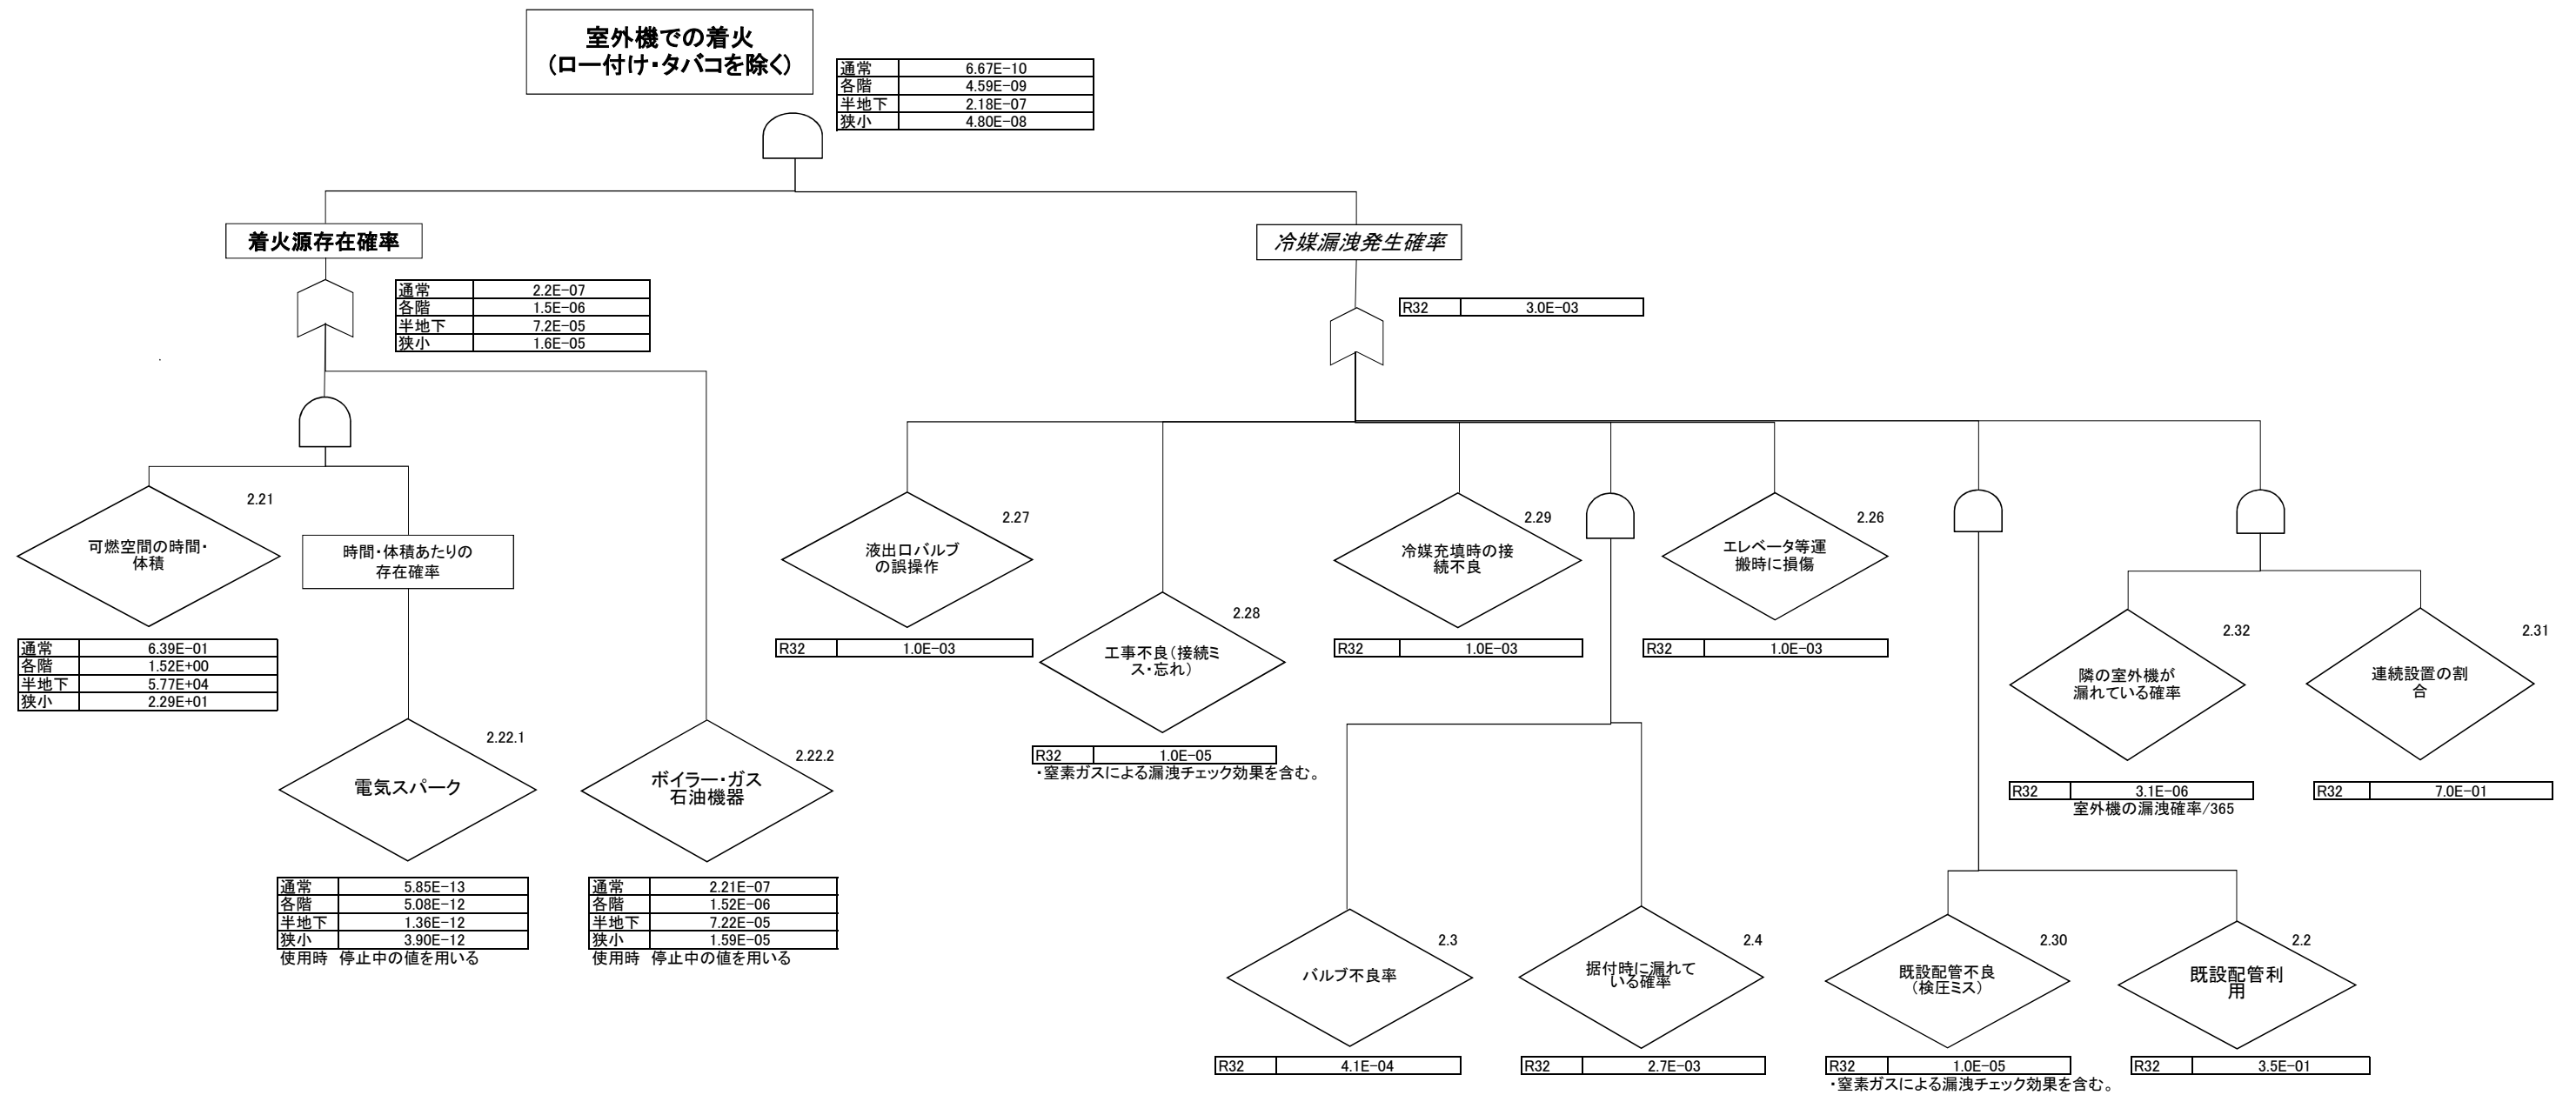 室外機での着火
(ロー付け・タバコを除く)
通常 6.67E-10
各階 4.59E-09
半地下 2.18E-07
狭小 4.80E-08
着火源存在確率
通常 2.2E-07
各階 1.5E-06
半地下 7.2E-05
狭小 1.6E-05
冷媒漏洩発生確率
R32 3.0E-03
2.21
可燃空間の時間・
体積
通常 6.39E-01
各階 1.52E+00
半地下 5.77E+04
狭小 2.29E+01
時間・体積あたりの
存在確率
2.22.1
電気スパーク
通常 5.85E-13
各階 5.08E-12
半地下 1.36E-12
狭小 3.90E-12
使用時 停止中の値を用いる
2.22.2
ボイラー・ガス
石油機器
通常 2.21E-07
各階 1.52E-06
半地下 7.22E-05
狭小 1.59E-05
使用時 停止中の値を用いる
2.27
液出口バルブ
の誤操作
R32 1.0E-03
2.28
工事不良(接続ミ
ス・忘れ)
R32 1.0E-05
・窒素ガスによる漏洩チェック効果を含む。
2.29
冷媒充填時の接
続不良
R32 1.0E-03
2.3
バルブ不良率
R32 4.1E-04
2.4
据付時に漏れて
いる確率
R32 2.7E-03
2.26
エレベータ等運
搬時に損傷
R32 1.0E-03
2.30
既設配管不良
(検圧ミス)
R32 1.0E-05
・窒素ガスによる漏洩チェック効果を含む。
2.2
既設配管利
用
R32 3.5E-01
2.32
隣の室外機が
漏れている確率
R32 3.1E-06
室外機の漏洩確率/365
2.31
連続設置の割
合
R32 7.0E-01